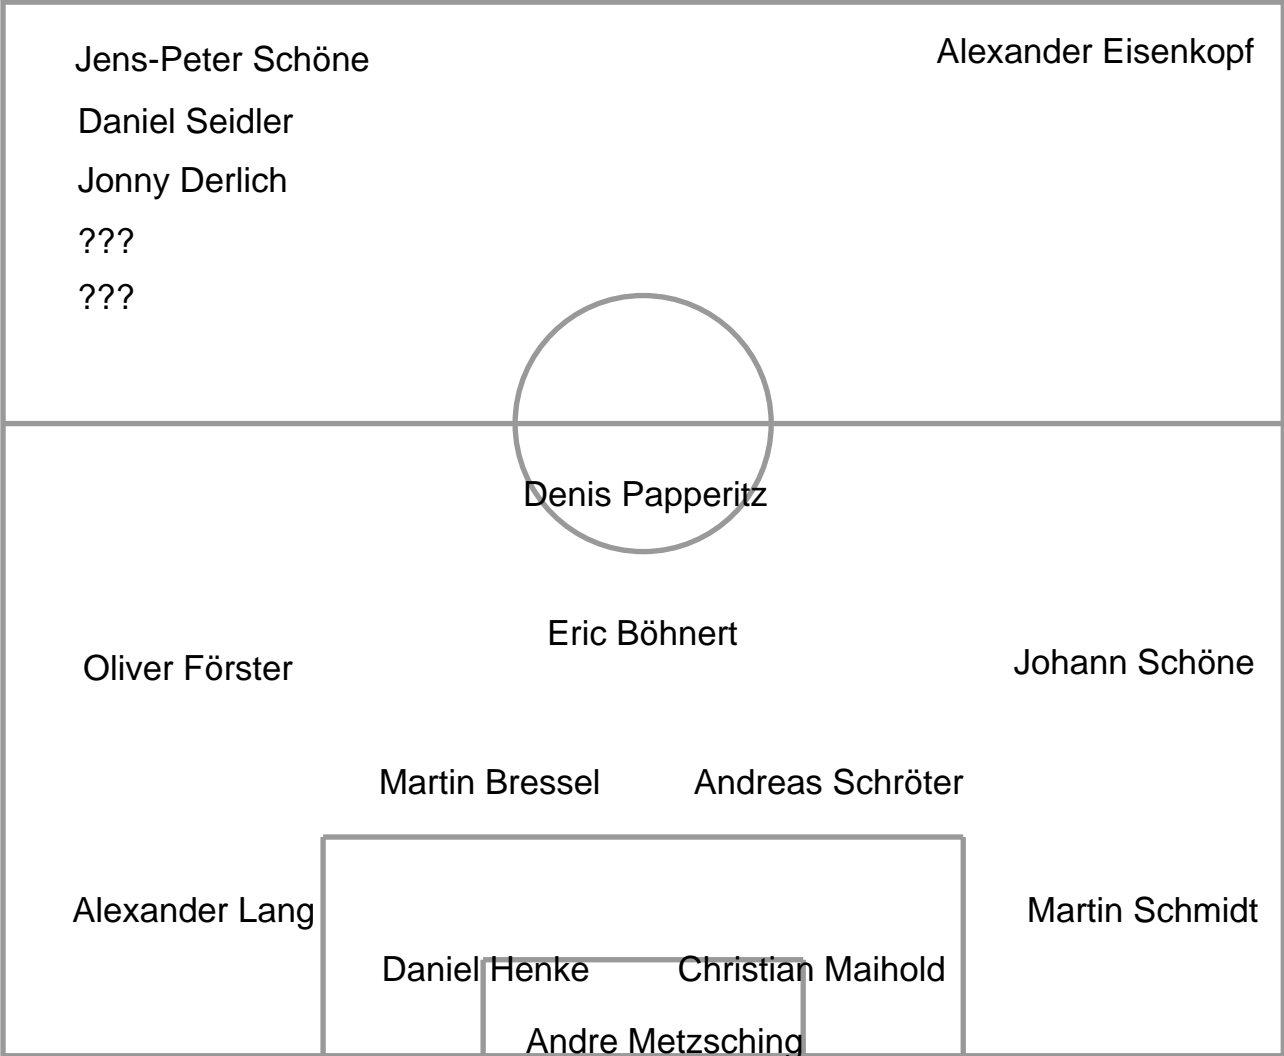 Jens-Peter Schöne
Alexander Eisenkopf
Daniel Seidler
Jonny Derlich
???
???
Denis Papperitz
Eric Böhnert
Oliver Förster
Johann Schöne
Martin Bressel
Andreas Schröter
Alexander Lang
Martin Schmidt
Daniel Henke
Christian Maihold
Andre Metzsching